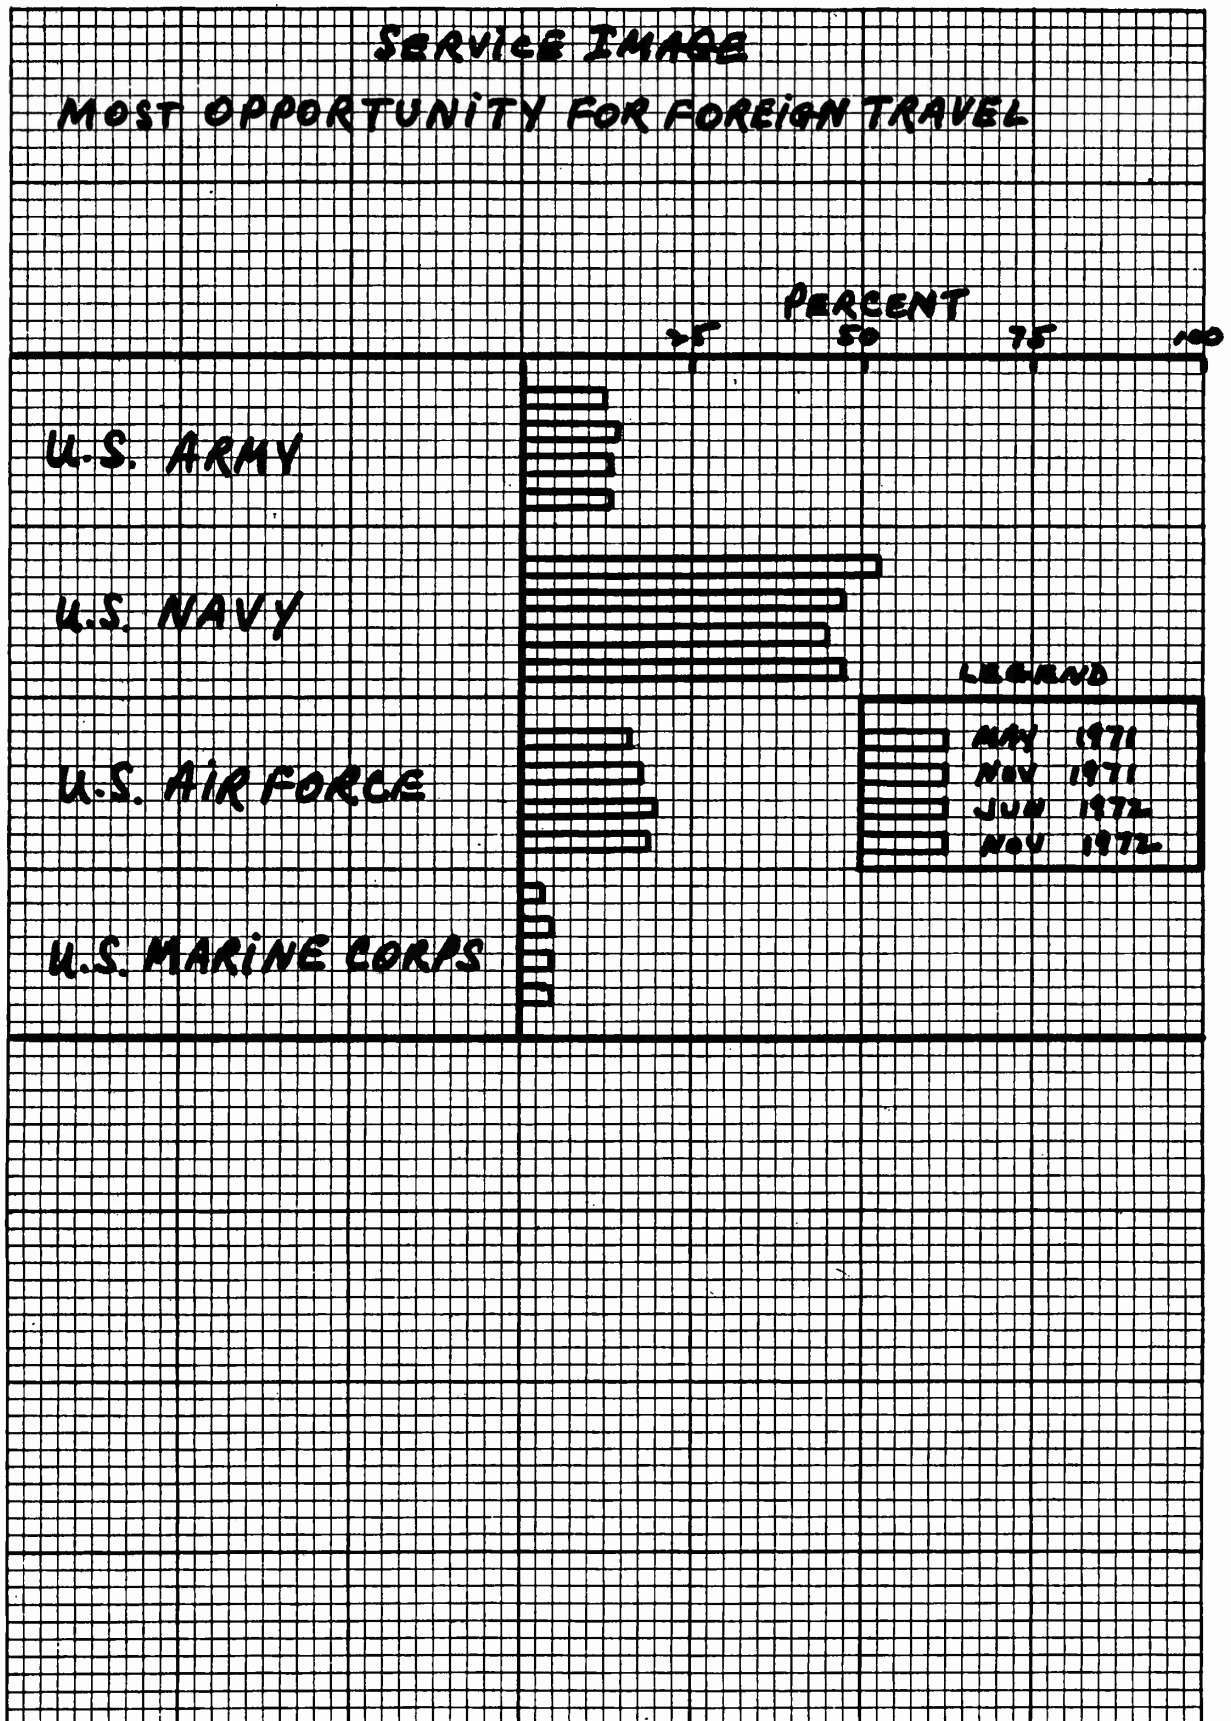 SERVICE IMAGE
MOST OPPORTUNITY FOR FOREIGN TRAVEL
PERCENT
25 50 75 100
U.S. ARMY
U.S. NAVY
LEGEND
MAY 1971
NOV 1971
JUN 1972
NOV 1972
U.S. AIR FORCE
U.S. MARINE CORPS